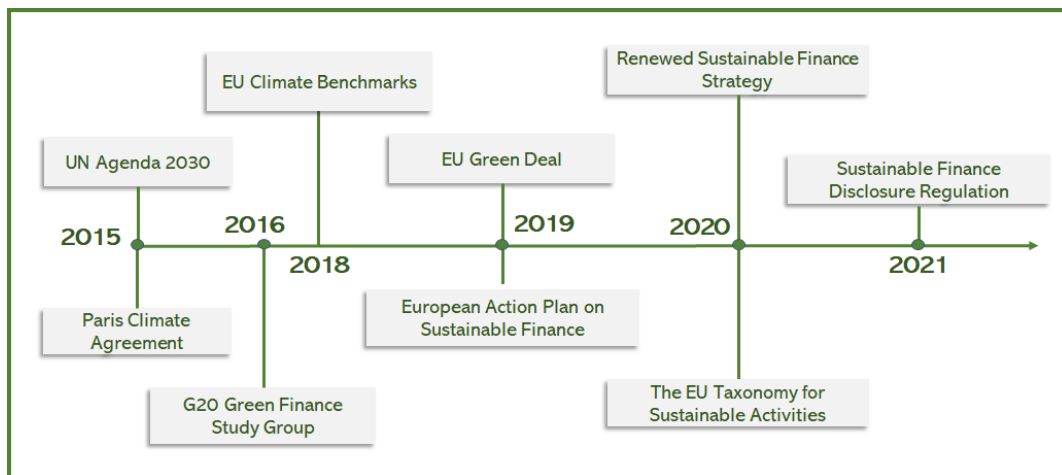 EU Climate Benchmarks
Renewed Sustainable Finance
Strategy
UN Agenda 2030
EU Green Deal
Sustainable Finance
Disclosure Regulation
2015
2016
2018
2019
2020
2021
Paris Climate
Agreement
European Action Plan on
Sustainable Finance
G20 Green Finance
Study Group
The EU Taxonomy for
Sustainable Activities